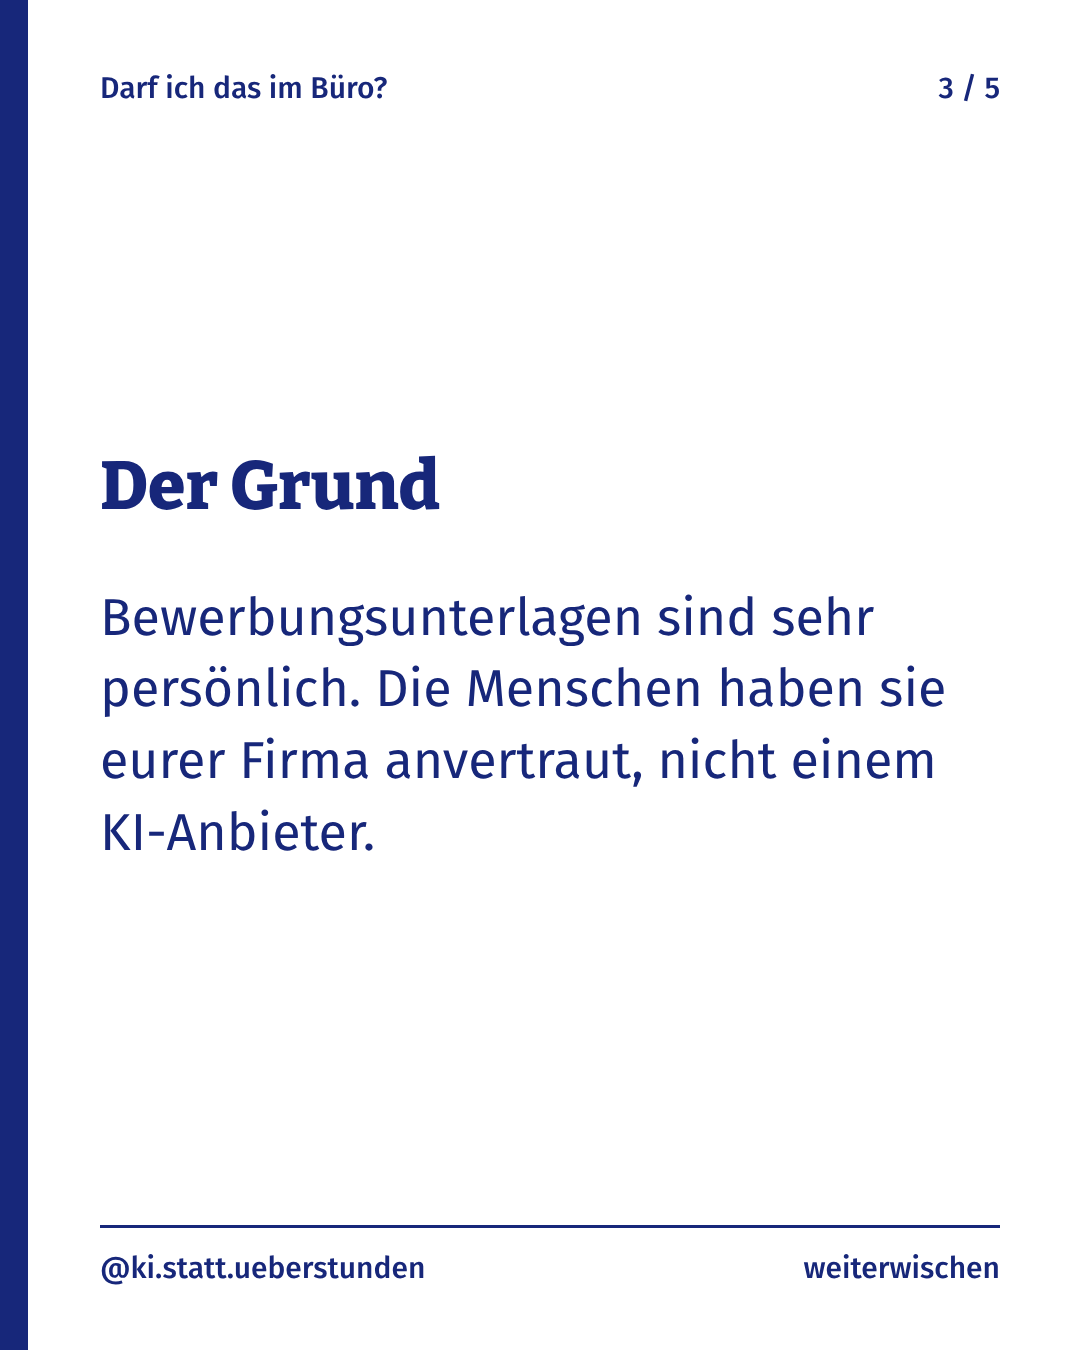 Darf ich das im Büro?
3 / 5
Der Grund
Bewerbungsunterlagen sind sehr
persönlich. Die Menschen haben sie
eurer Firma anvertraut, nicht einem
KI-Anbieter.
@ki.statt.ueberstunden
weiterwischen